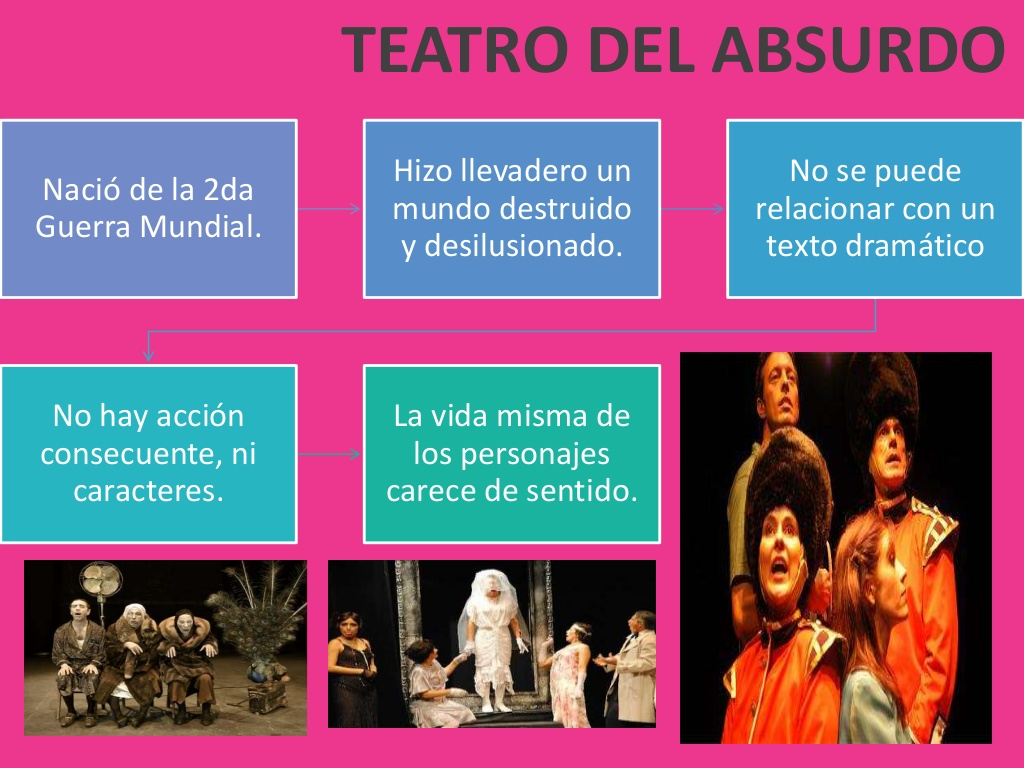 TEATRO DEL ABSURDO
Nació de la 2da
Guerra Mundial.
Hizo llevadero un
mundo destruido
y desilusionado.
No se puede
relacionar con un
texto dramático
No hay acción
consecuente, ni
caracteres.
La vida misma de
los personajes
carece de sentido.